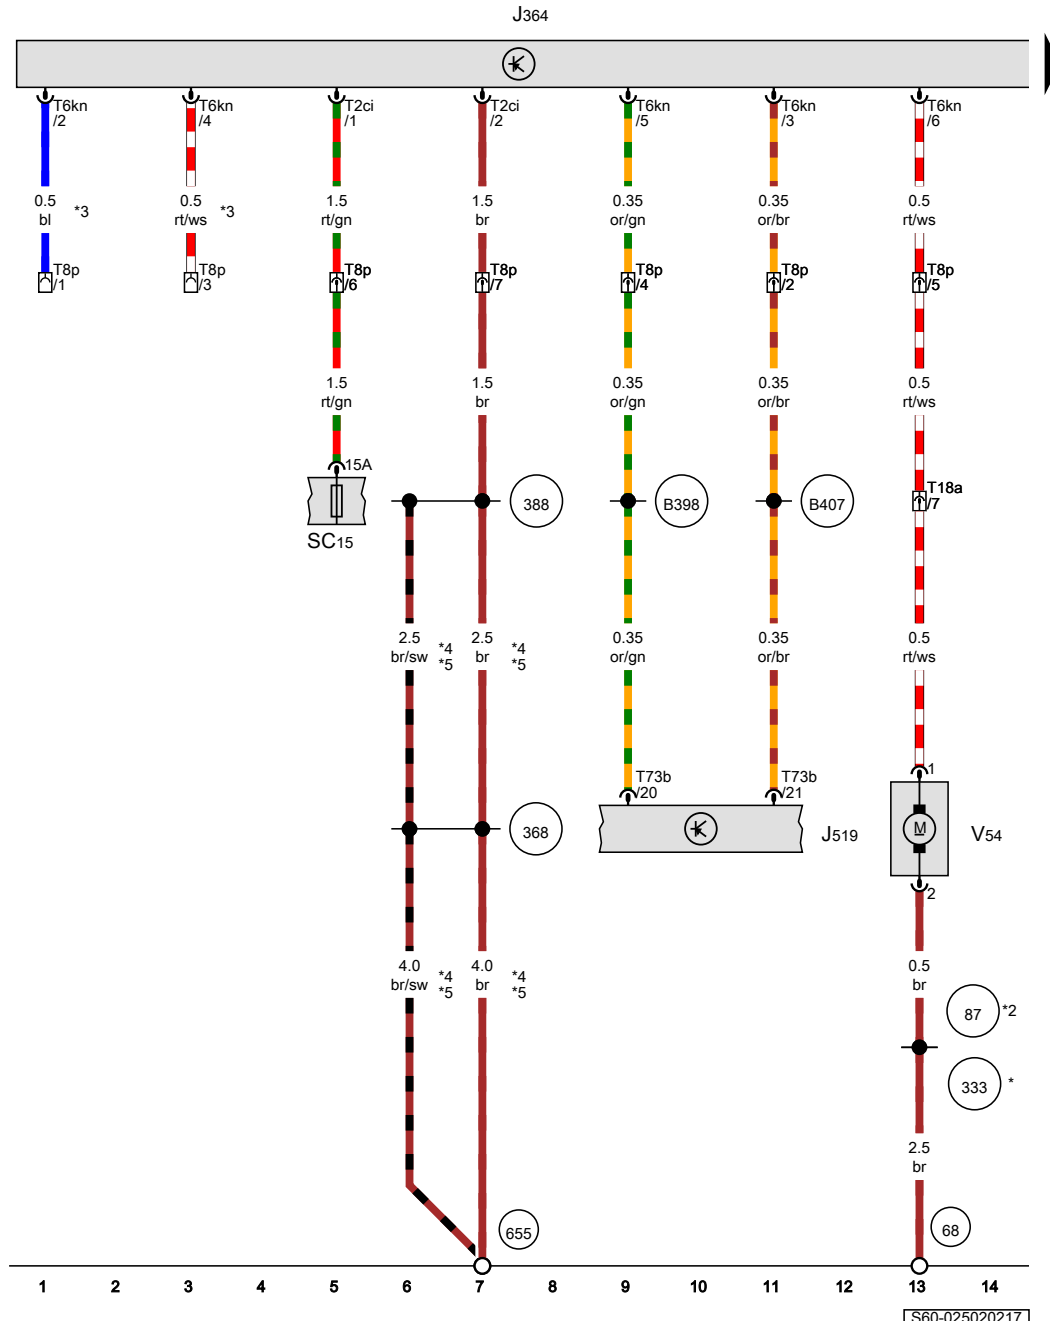 J364
T6kn /2
T6kn /4
T2ci /1
T2ci /2
T6kn /5
T6kn /3
T6kn /6
0.5 bl *3
0.5 rt/ws *3
1.5 rt/gn
1.5 br
0.35 or/gn
0.35 or/br
0.5 rt/ws
T8p /1
T8p /3
T8p /6
T8p /7
T8p /4
T8p /2
T8p /5
1.5 rt/gn
1.5 br
0.35 or/gn
0.35 or/br
0.5 rt/ws
15A
SC15
388
B398
B407
T18a /7
2.5 br/sw *4 *5
2.5 br *4 *5
0.35 or/gn
0.35 or/br
0.5 rt/ws
T73b /20
T73b /21
1
368
J519
M
V54
2
4.0 br/sw *4 *5
4.0 br *4 *5
0.5 br
87 *2
333 *
2.5 br
655
68
1 2 3 4 5 6 7 8 9 10 11 12 13 14
S60-025020217